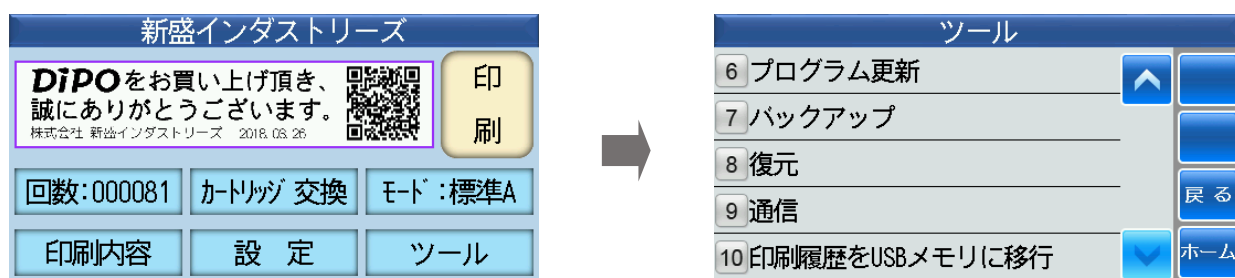 新盛インダストリーズ
DiPOをお買い上げ頂き、
誠にありがとうございます。
株式会社 新盛インダストリーズ 2018.03.26
印刷
回数:000081
カートリッジ 交換
モード:標準A
印刷内容
設 定
ツール
ツール
6 プログラム更新
7 バックアップ
8 復元
9 通信
10 印刷履歴をUSBメモリに移行
戻る
ホーム